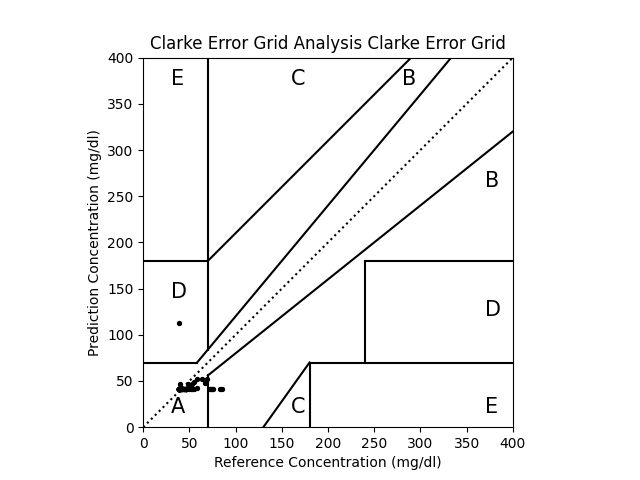 Clarke Error Grid Analysis Clarke Error Grid
400
350
300
250
200
150
100
50
0
Prediction Concentration (mg/dl)
E
C
B
B
D
D
A
C
E
0 50 100 150 200 250 300 350 400
Reference Concentration (mg/dl)